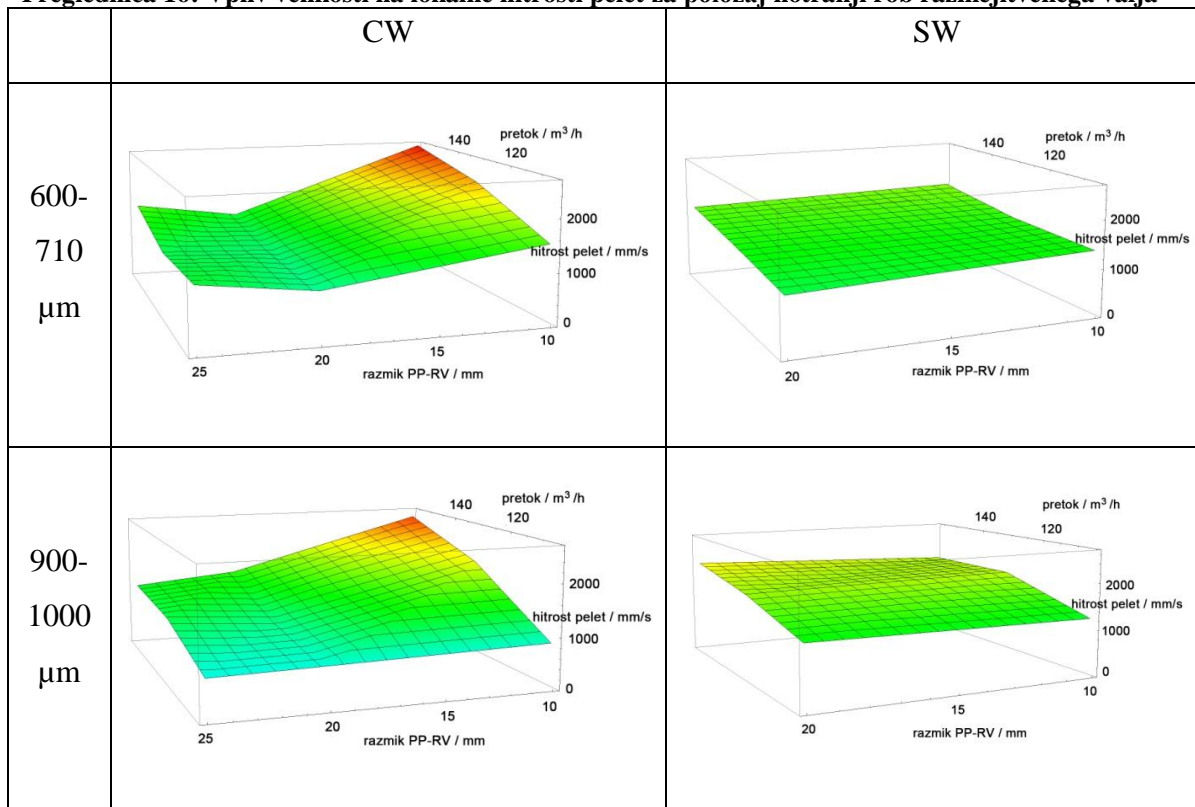 Preglednica 10: Vpliv velikosti na lokalne hitrosti pelet za položaj notranji rob razmejitvenega valja
CW SW
600-
710
µm
pretok / m³ /h
140
120
2000
hitrost pelet / mm/s
1000
0
25 20 15 10
razmik PP-RV / mm
pretok / m³ /h
140
120
2000
hitrost pelet / mm/s
1000
0
20 15 10
razmik PP-RV / mm
900-
1000
µm
pretok / m³ /h
140
120
2000
hitrost pelet / mm/s
1000
0
25 20 15 10
razmik PP-RV / mm
pretok / m³ /h
140
120
2000
hitrost pelet / mm/s
1000
0
20 15 10
razmik PP-RV / mm